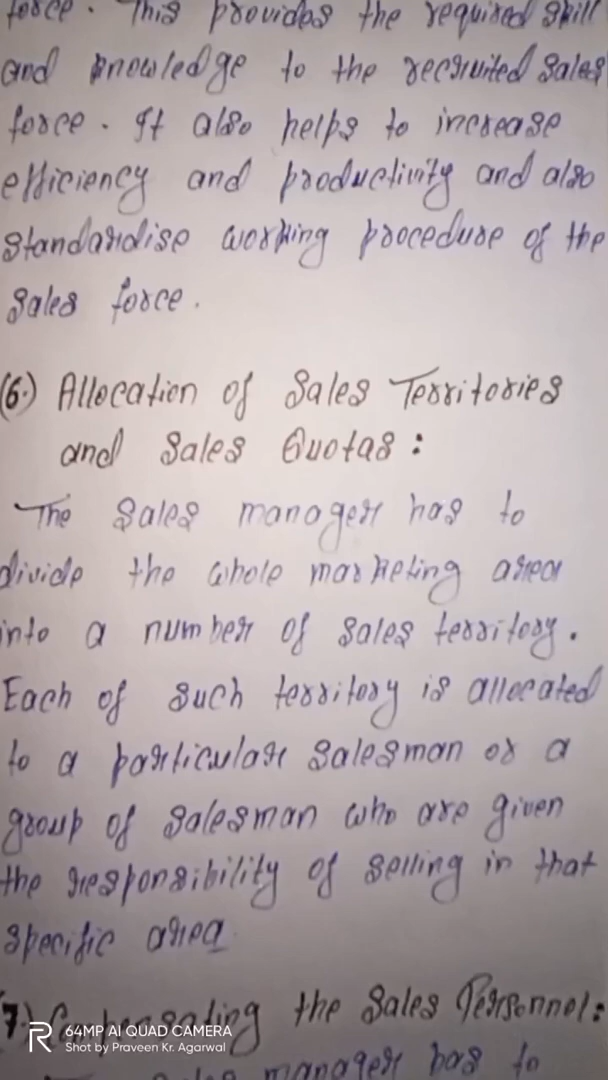 force. This provides the required skill
and knowledge to the recruited sales
force. It also helps to increase
efficiency and productivity and also
standardise working procedure of the
sales force.
(6.) Allocation of Sales Territories
and Sales Quotas :
The sales manager has to
divide the whole marketing area
into a number of sales territory.
Each of such territory is allocated
to a particular salesman or a
group of salesman who are given
the responsibility of selling in that
specific area
(7.) Compensating the Sales Personnel:
64MP AI QUAD CAMERA
Shot by Praveen Kr. Agarwal
manager has to